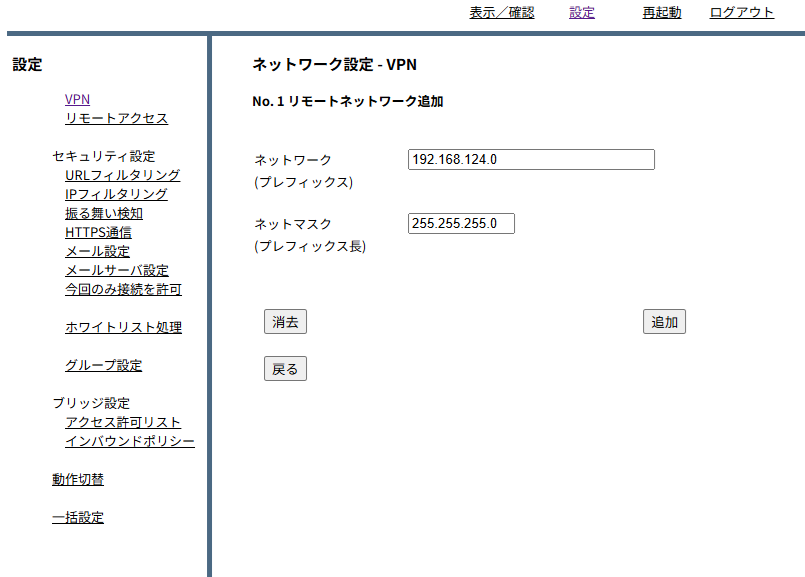 表示／確認 設定 再起動 ログアウト
設定
VPN
リモートアクセス
セキュリティ設定
URLフィルタリング
IPフィルタリング
振る舞い検知
HTTPS通信
メール設定
メールサーバ設定
今回のみ接続を許可
ホワイトリスト処理
グループ設定
ブリッジ設定
アクセス許可リスト
インバウンドポリシー
動作切替
一括設定
ネットワーク設定 - VPN
No. 1 リモートネットワーク追加
ネットワーク 192.168.124.0
(プレフィックス)
ネットマスク 255.255.255.0
(プレフィックス長)
消去 追加
戻る